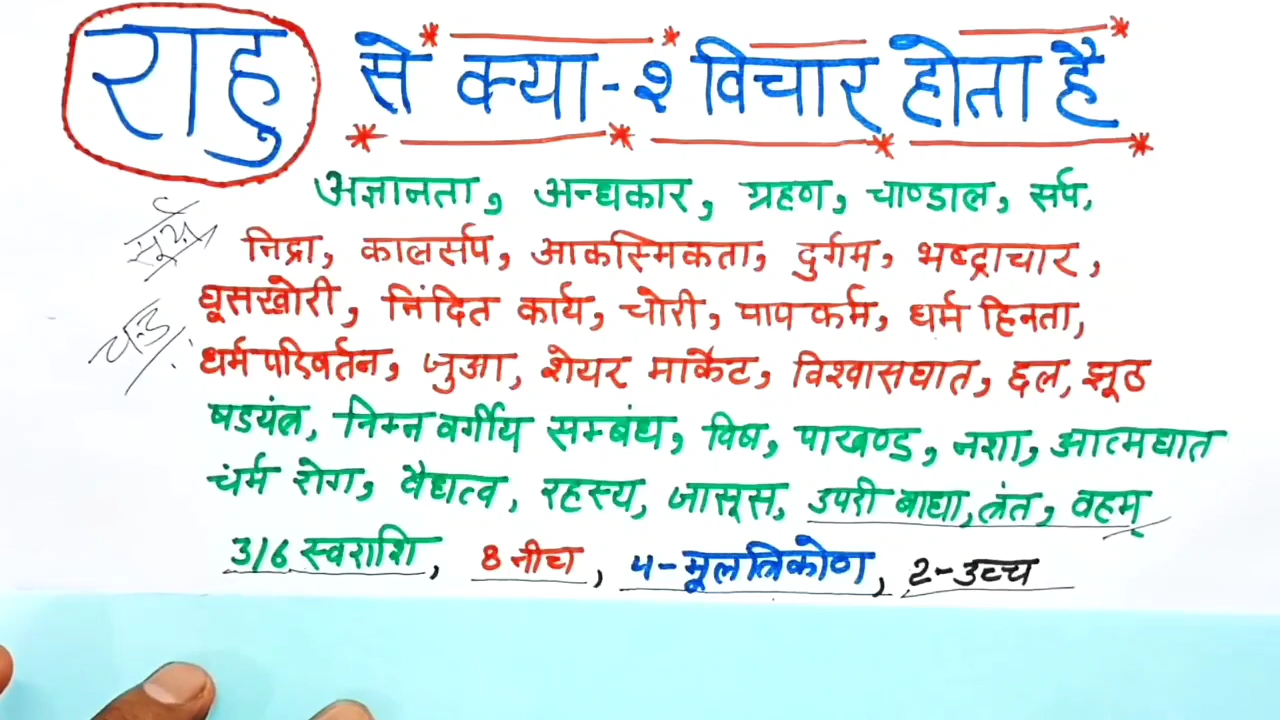 राहु से क्या-२ विचार होता है
अज्ञानता, अन्धकार, ग्रहण, चाण्डाल, सर्प,
सूर्य
निद्रा, कालसर्प, आकस्मिकता, दुर्गम, भष्ट्राचार,
घूसखोरी, निंदित कार्य, चोरी, पाप कर्म, धर्म हिनता,
धर्म परिवर्तन, जुआ, शेयर मार्केट, विश्वासघात, छल, झूठ
षडयंत्र, निम्न वर्गीय सम्बंध, विष, पाखण्ड, नशा, आत्मघात
चर्म रोग, वैधत्व, रहस्य, जासूस, उपरी बाधा, तंत्र, वहम्
3/6 स्वराशि, 8 नीच, 4-मूलत्रिकोण, 2-उच्च